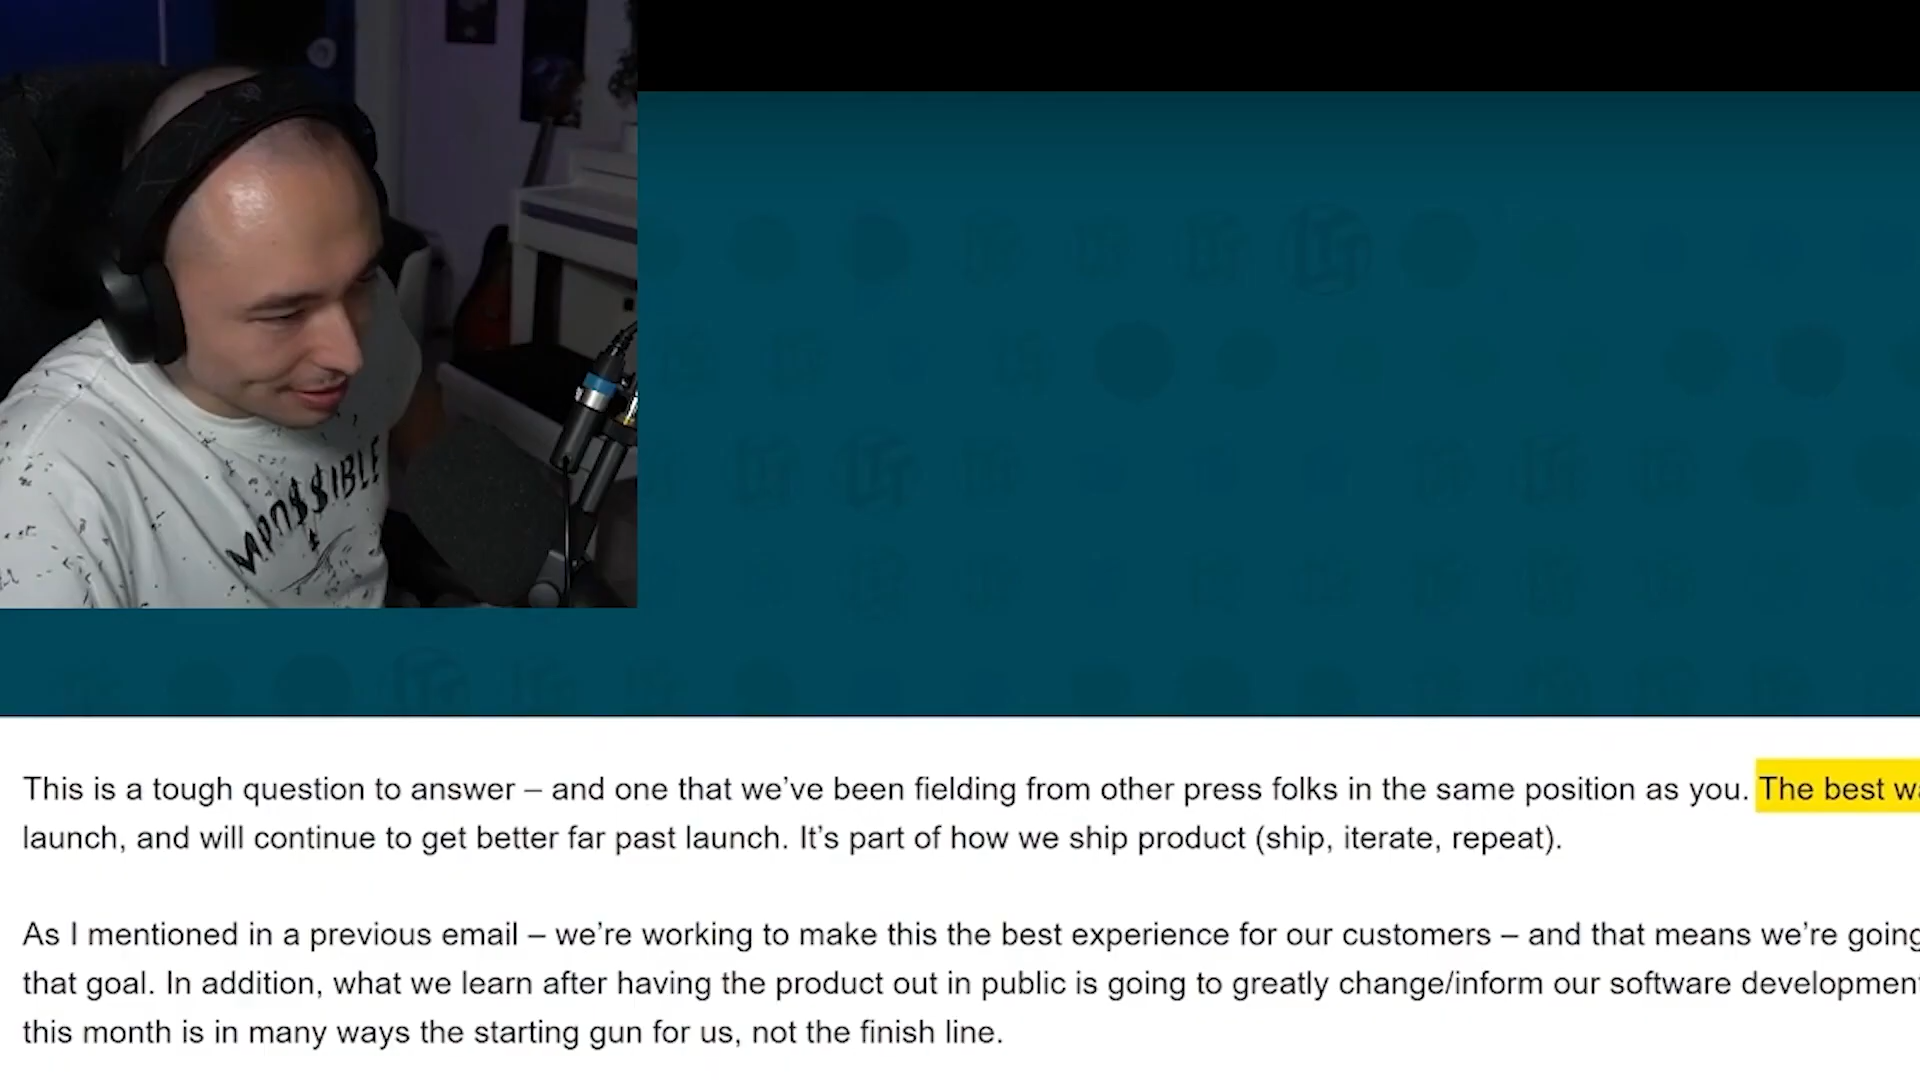 IMPO$$IBLE
This is a tough question to answer – and one that we’ve been fielding from other press folks in the same position as you. The best
launch, and will continue to get better far past launch. It’s part of how we ship product (ship, iterate, repeat).
As I mentioned in a previous email – we’re working to make this the best experience for our customers – and that means we’re going
that goal. In addition, what we learn after having the product out in public is going to greatly change/inform our software development
this month is in many ways the starting gun for us, not the finish line.